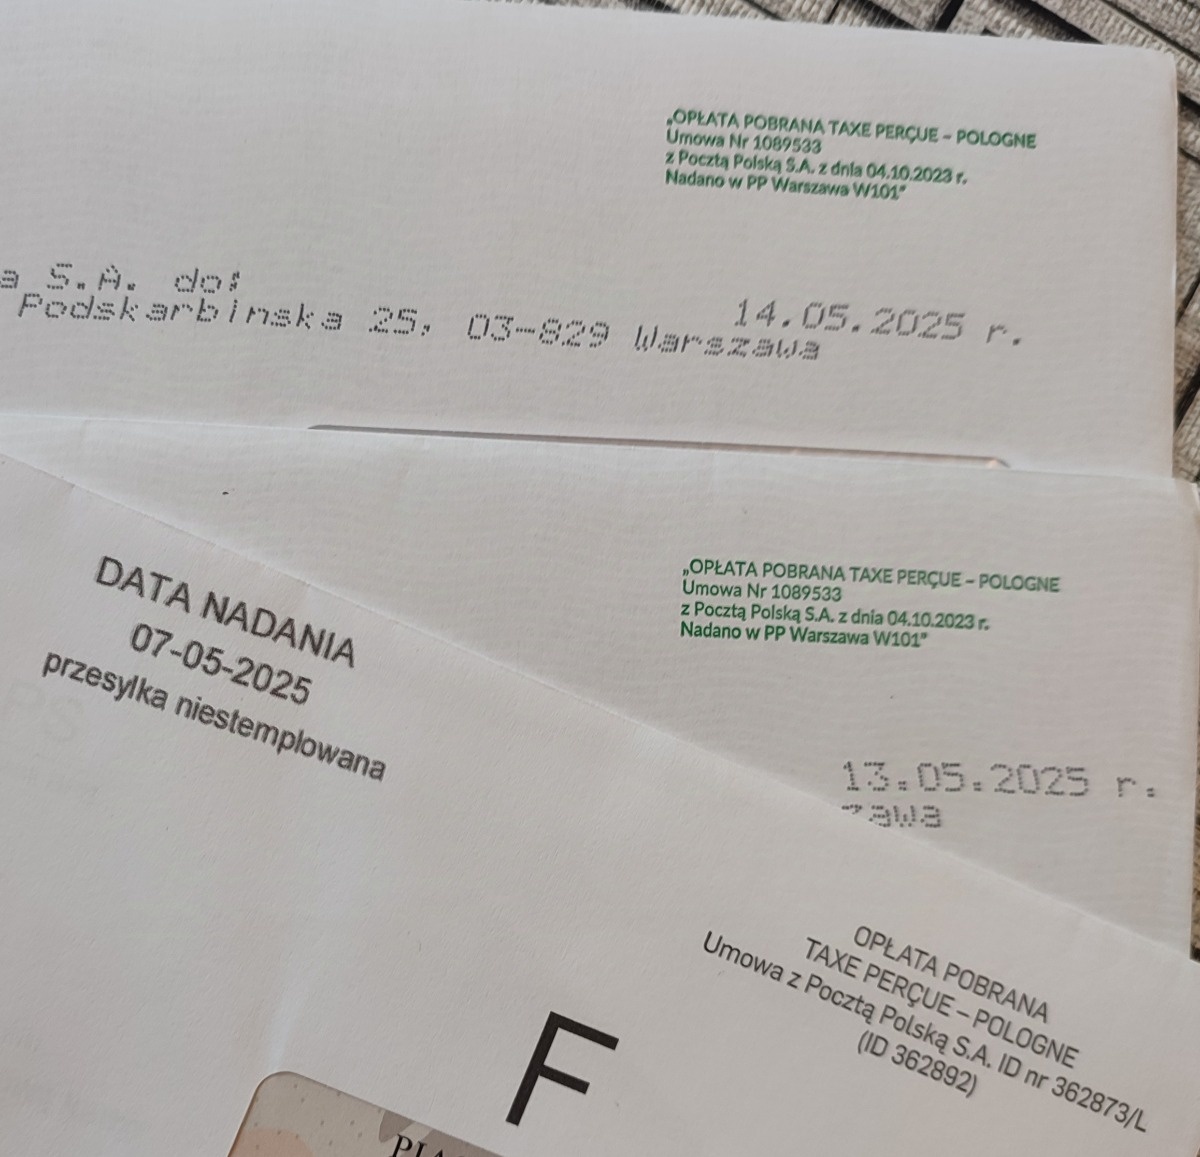 „OPŁATA POBRANA TAXE PERÇUE – POLOGNE
Umowa Nr 1089533
z Pocztą Polską S.A. z dnia 04.10.2023 r.
Nadano w PP Warszawa W101”
a S.A. do:
Podskarbinska 25, 03-829 Warszawa
14.05.2025 r.
„OPŁATA POBRANA TAXE PERÇUE – POLOGNE
Umowa Nr 1089533
z Pocztą Polską S.A. z dnia 04.10.2023 r.
Nadano w PP Warszawa W101”
13.05.2025 r.
zawa
DATA NADANIA
07-05-2025
przesylka niestemplowana
OPŁATA POBRANA
TAXE PERÇUE – POLOGNE
Umowa z Pocztą Polską S.A. ID nr 362873/L
(ID 362892)
F
PIA